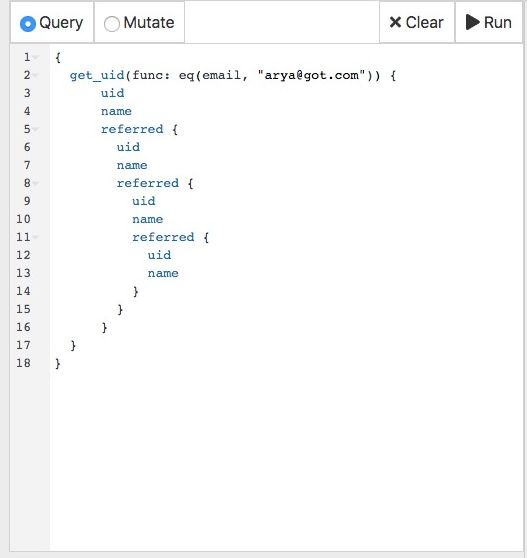 Query Mutate Clear Run
1 {
2 get_uid(func: eq(email, "arya@got.com")) {
3 uid
4 name
5 referred {
6 uid
7 name
8 referred {
9 uid
10 name
11 referred {
12 uid
13 name
14 }
15 }
16 }
17 }
18 }